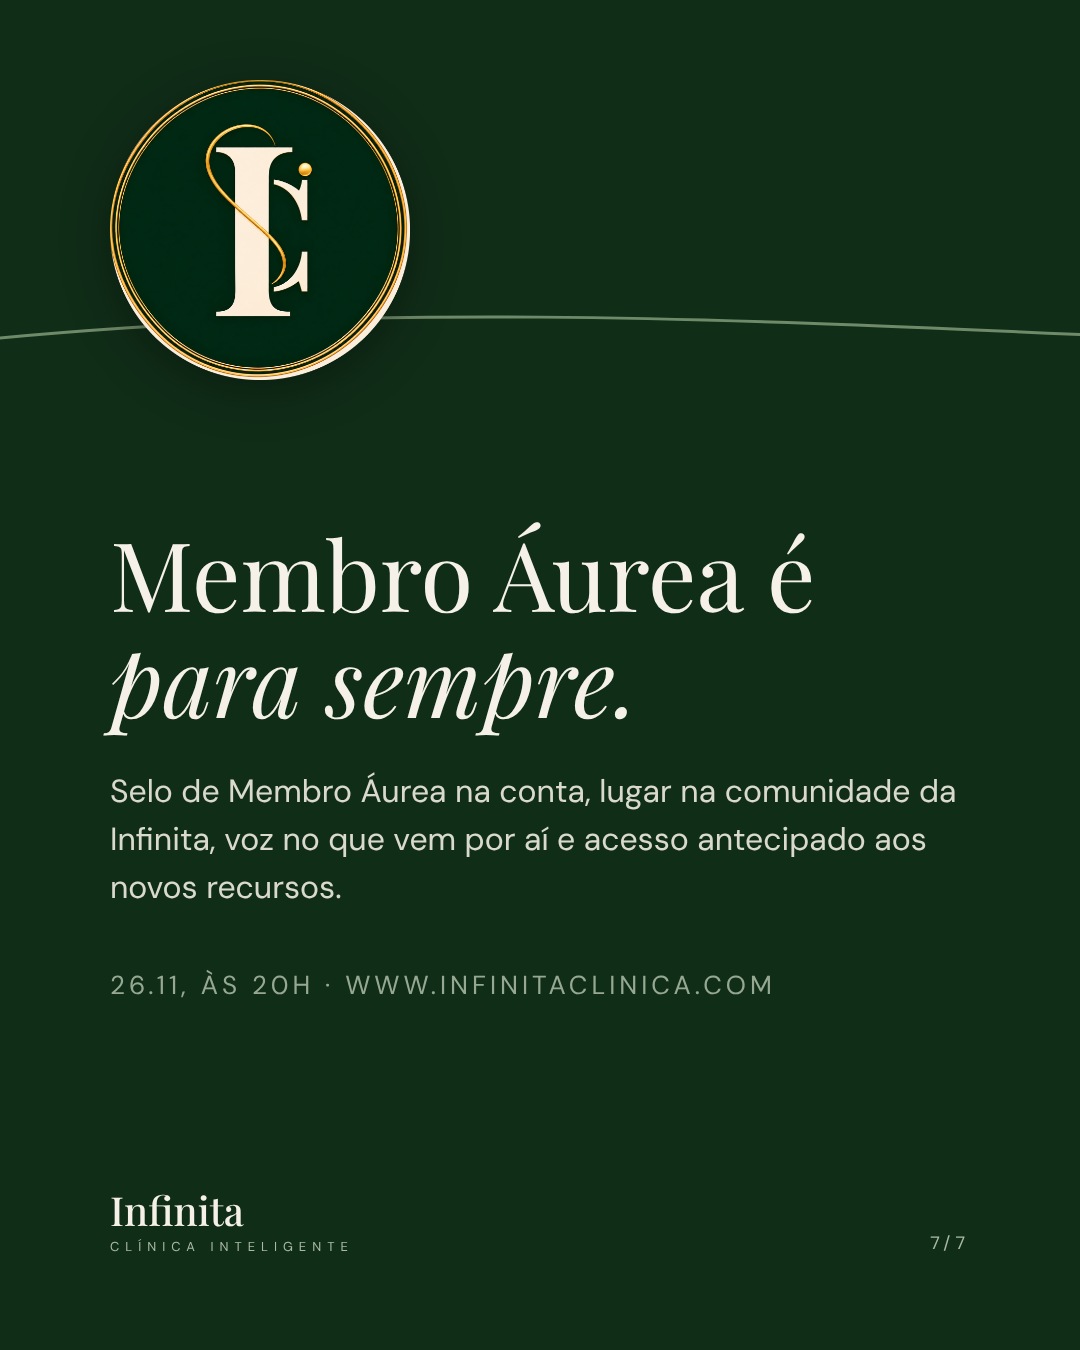 Membro Áurea é
para sempre.
Selo de Membro Áurea na conta, lugar na comunidade da
Infinita, voz no que vem por aí e acesso antecipado aos
novos recursos.
26.11, ÀS 20H · WWW.INFINITACLINICA.COM
Infinita
CLÍNICA INTELIGENTE
7/7